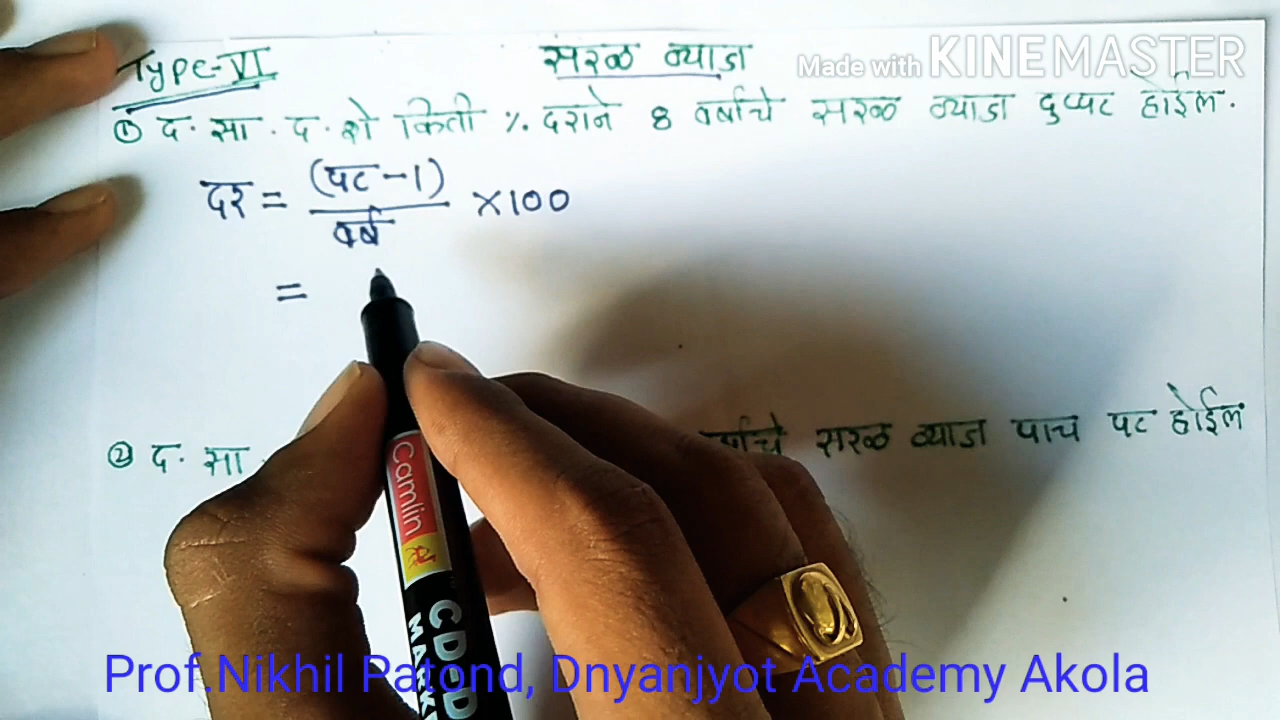 Type-VI
सरळ व्याज
Made with KINEMASTER
① द. सा. द. शे किती % दराने 8 वर्षाचे सरळ व्याज दुप्पट होईल.
दर = (पट - 1) / वर्ष × 100
=
② द. सा. वर्षाचे सरळ व्याज पाच पट होईल
Camlin
Prof.Nikhil Patond, Dnyanjyot Academy Akola